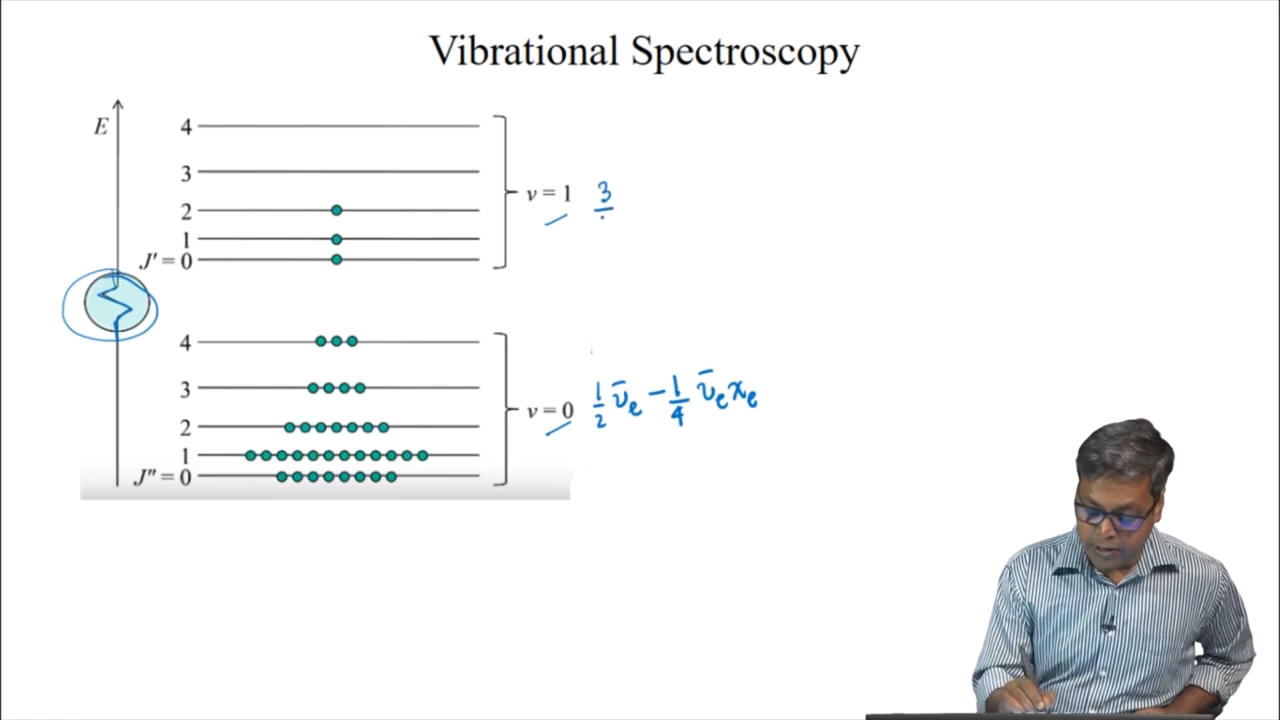 Vibrational Spectroscopy
E
4
3
2
1
J′ = 0
v = 1 3
4
3
2
1
J″ = 0
v = 0 1/2 ν̄e − 1/4 ν̄e xe